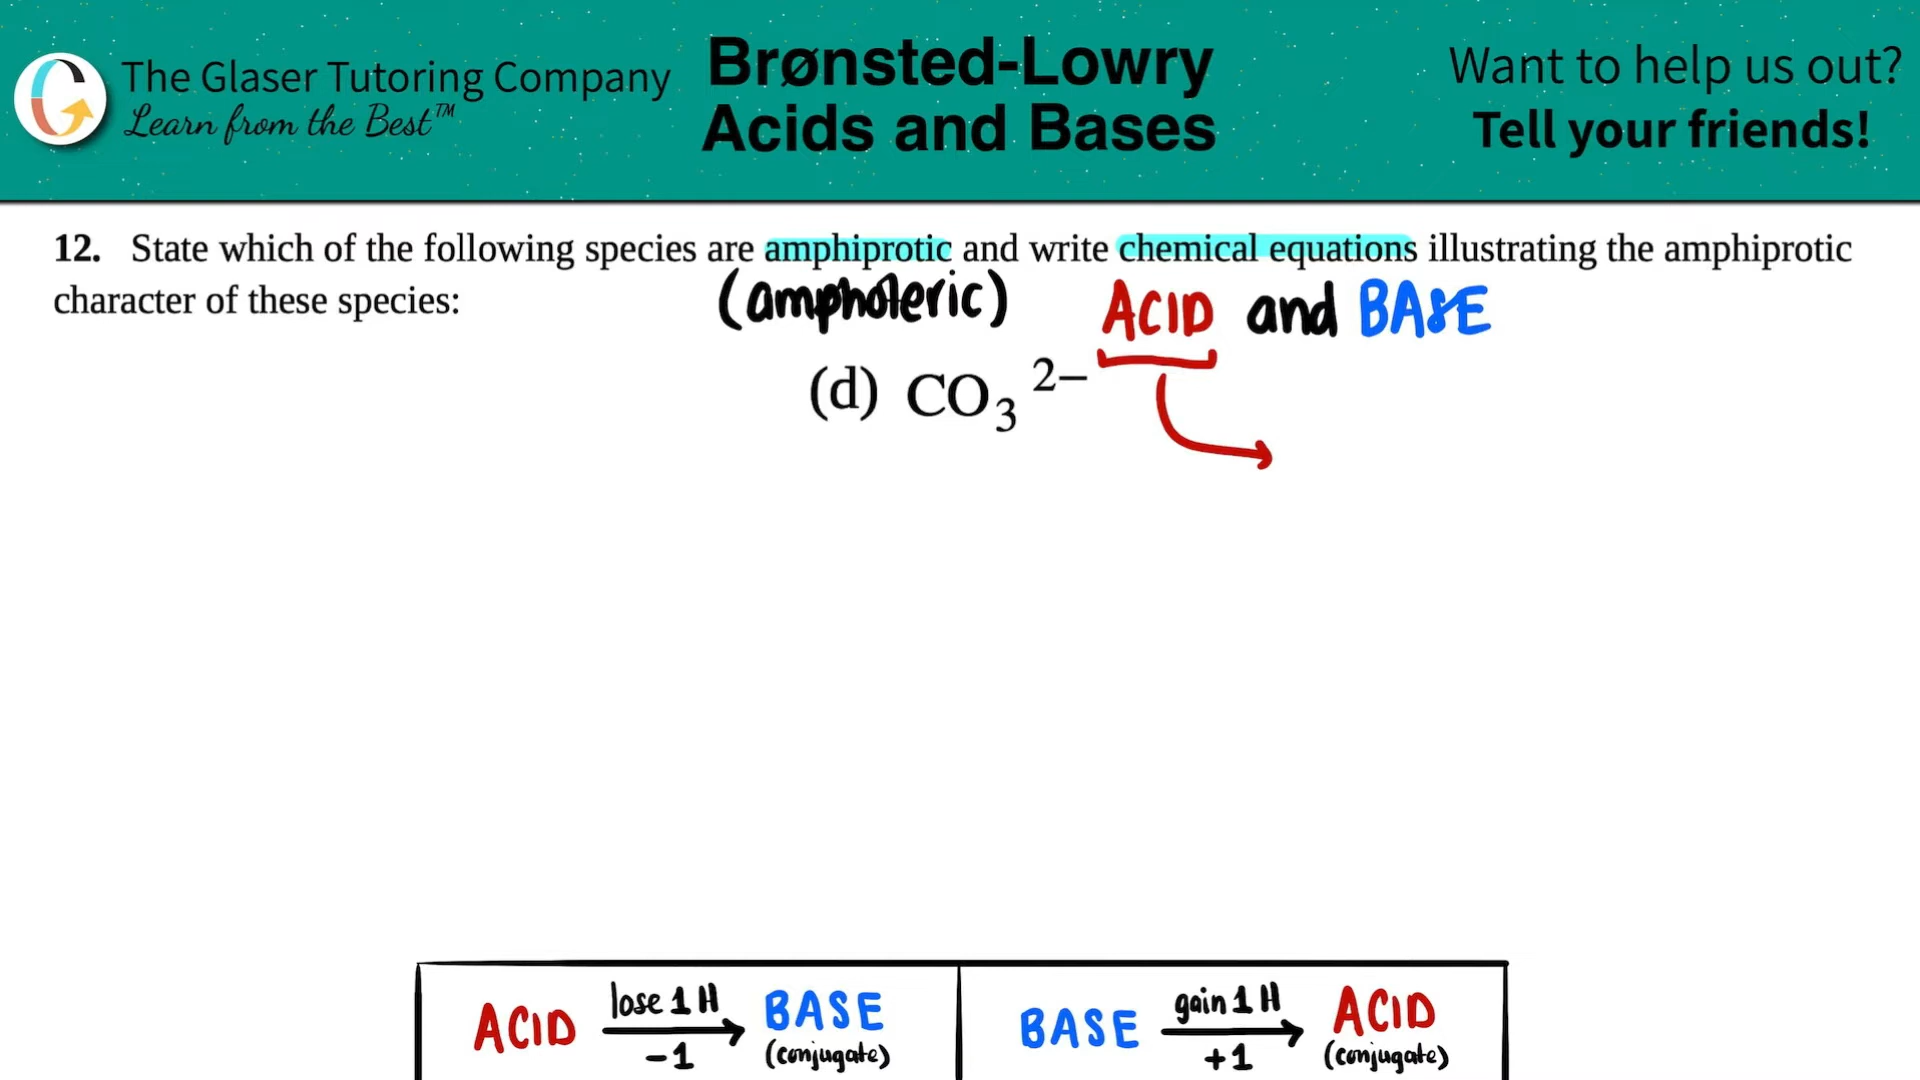 The Glaser Tutoring Company
Learn from the Best™
Brønsted-Lowry
Acids and Bases
Want to help us out?
Tell your friends!
12. State which of the following species are amphiprotic and write chemical equations illustrating the amphiprotic
character of these species:
(amphoteric) ACID and BASE
(d) CO₃²⁻
ACID lose 1 H BASE
-1 (conjugate)
BASE gain 1 H ACID
+1 (conjugate)